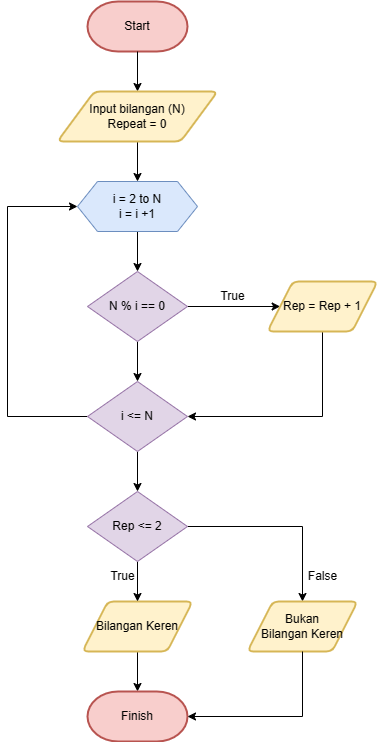 Start
Input bilangan (N)
Repeat = 0
i = 2 to N
i = i +1
N % i == 0
True
Rep = Rep + 1
i <= N
Rep <= 2
True
False
Bilangan Keren
Bukan
Bilangan Keren
Finish